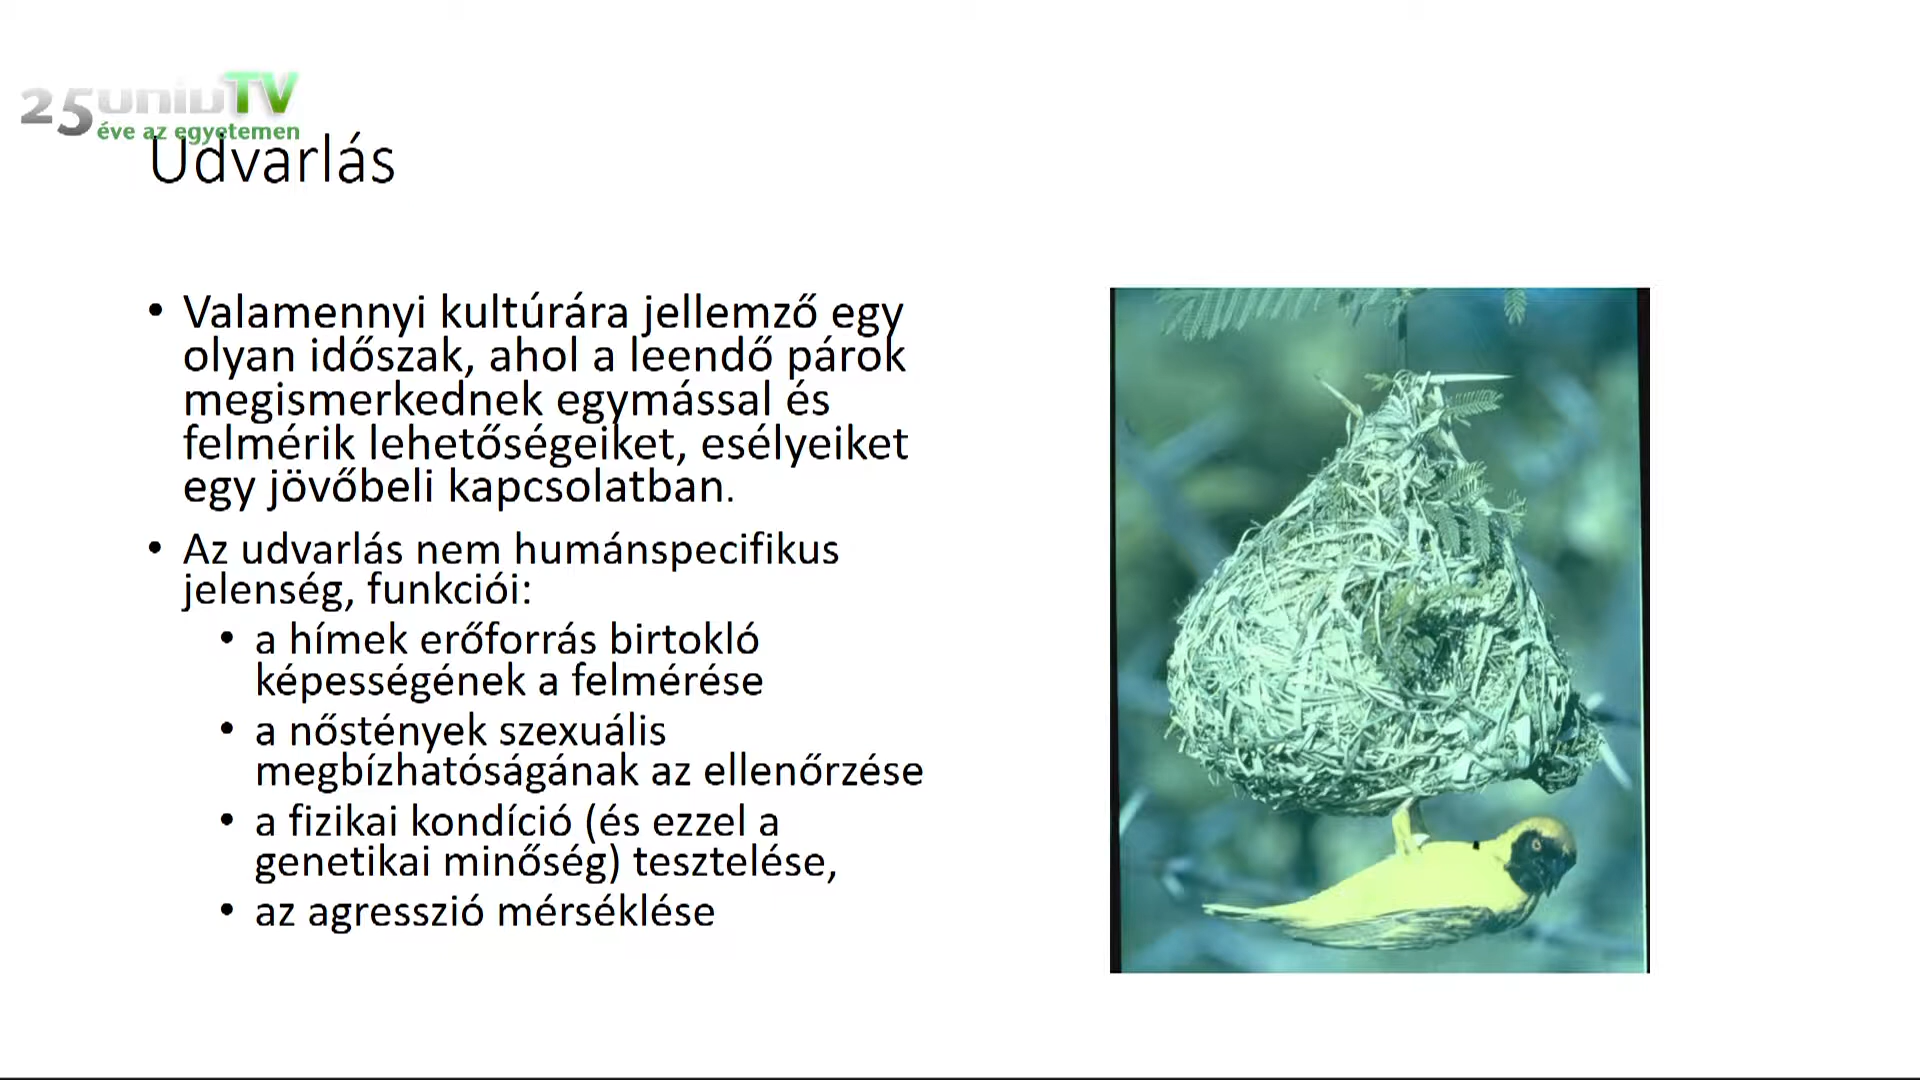 25 univTV
éve az egyetemen
Udvarlás
• Valamennyi kultúrára jellemző egy
olyan időszak, ahol a leendő párok
megismerkednek egymással és
felmérik lehetőségeiket, esélyeiket
egy jövőbeli kapcsolatban.
• Az udvarlás nem humánspecifikus
jelenség, funkciói:
• a hímek erőforrás birtokló
képességének a felmérése
• a nőstények szexuális
megbízhatóságának az ellenőrzése
• a fizikai kondíció (és ezzel a
genetikai minőség) tesztelése,
• az agresszió mérséklése